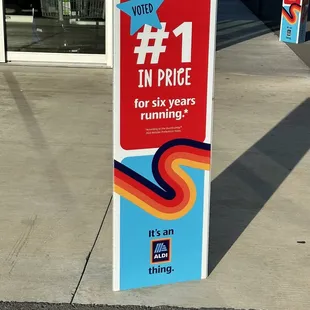 VOTED
#1
IN PRICE
for six years
running.*
It's an
ALDI
thing.